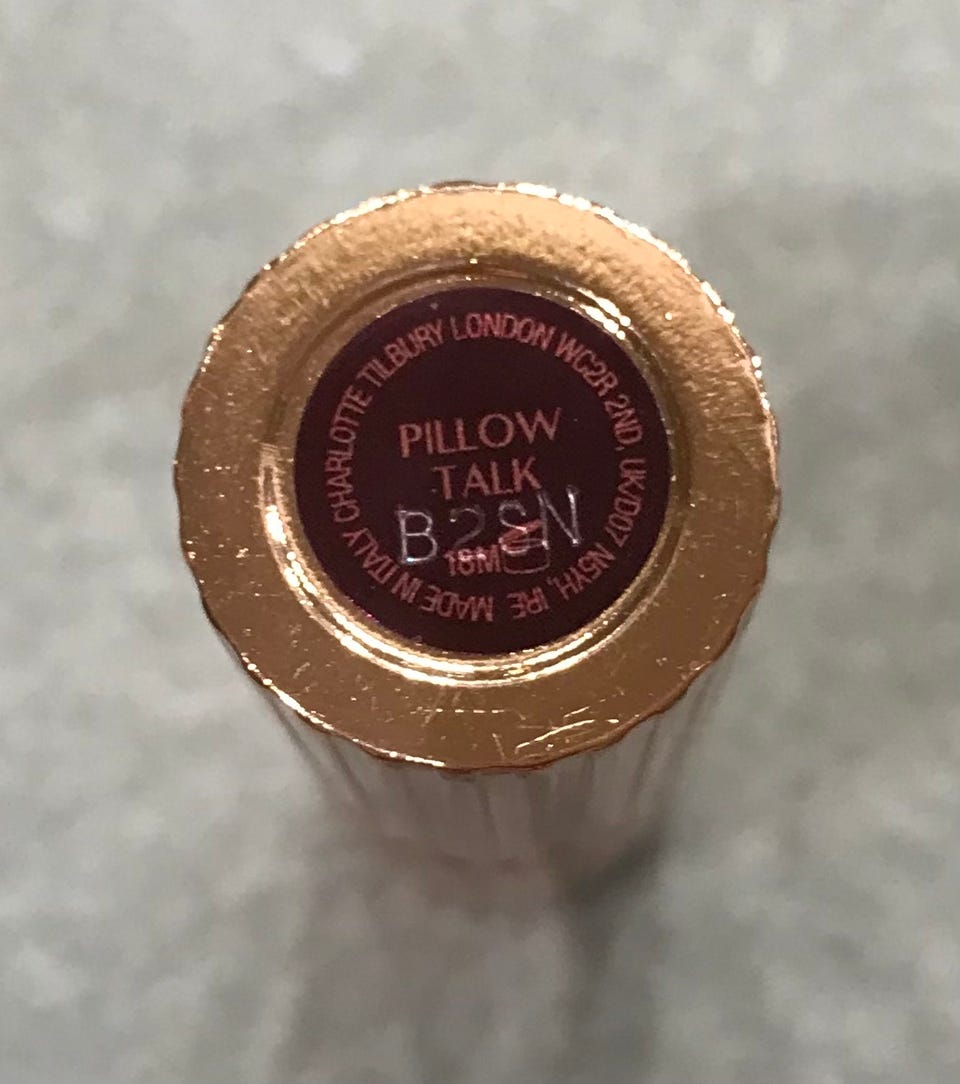 CHARLOTTE TILBURY LONDON WC2R 2ND, UK/D07 N5YH, IRE MADE IN ITALY
PILLOW
TALK
B2SN
18M